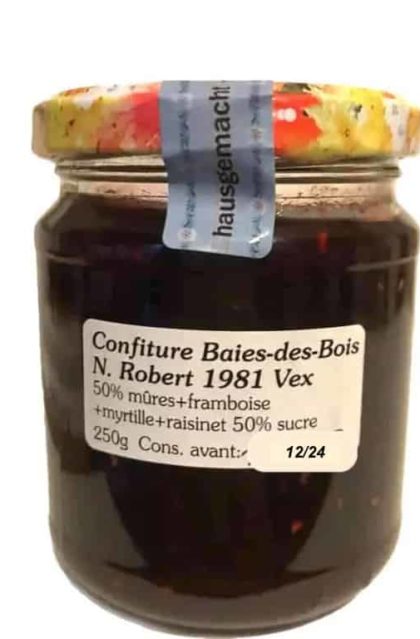 hausgemacht
Confiture Baies-des-Bois
N. Robert 1981 Vex
50% mûres+framboise
+myrtille+raisinet 50% sucre
250g Cons. avant:
12/24